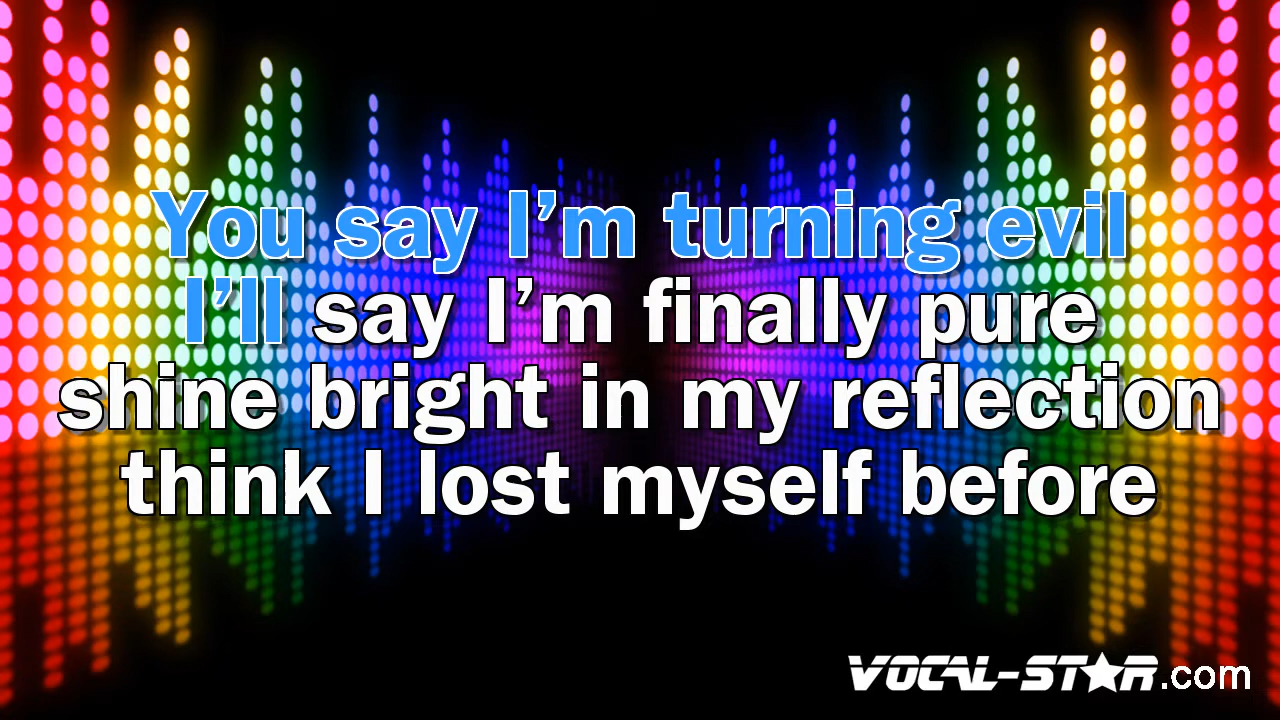 You say I’m turning evil
I’ll say I’m finally pure
shine bright in my reflection
think I lost myself before
VOCAL-STAR.com